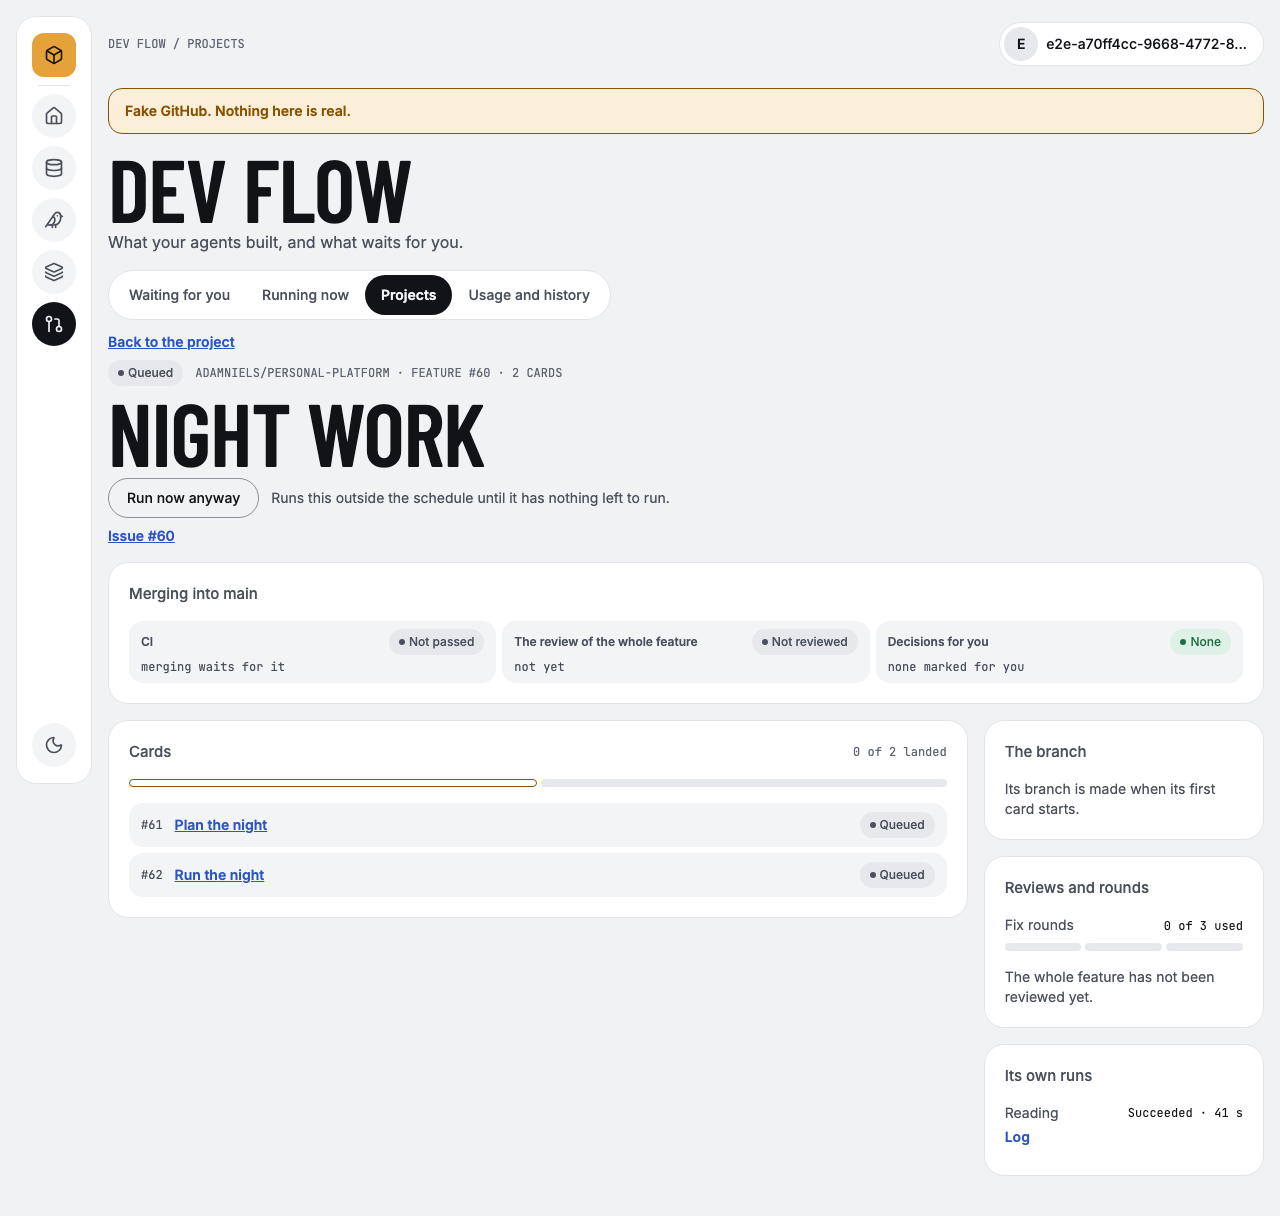 DEV FLOW / PROJECTS
E e2e-a70ff4cc-9668-4772-8...
Fake GitHub. Nothing here is real.
DEV FLOW
What your agents built, and what waits for you.
Waiting for you Running now Projects Usage and history
Back to the project
Queued ADAMNIELS/PERSONAL-PLATFORM · FEATURE #60 · 2 CARDS
NIGHT WORK
Run now anyway Runs this outside the schedule until it has nothing left to run.
Issue #60
Merging into main
CI Not passed
merging waits for it
The review of the whole feature Not reviewed
not yet
Decisions for you None
none marked for you
Cards 0 of 2 landed
#61 Plan the night Queued
#62 Run the night Queued
The branch
Its branch is made when its first
card starts.
Reviews and rounds
Fix rounds 0 of 3 used
The whole feature has not been
reviewed yet.
Its own runs
Reading Succeeded · 41 s
Log